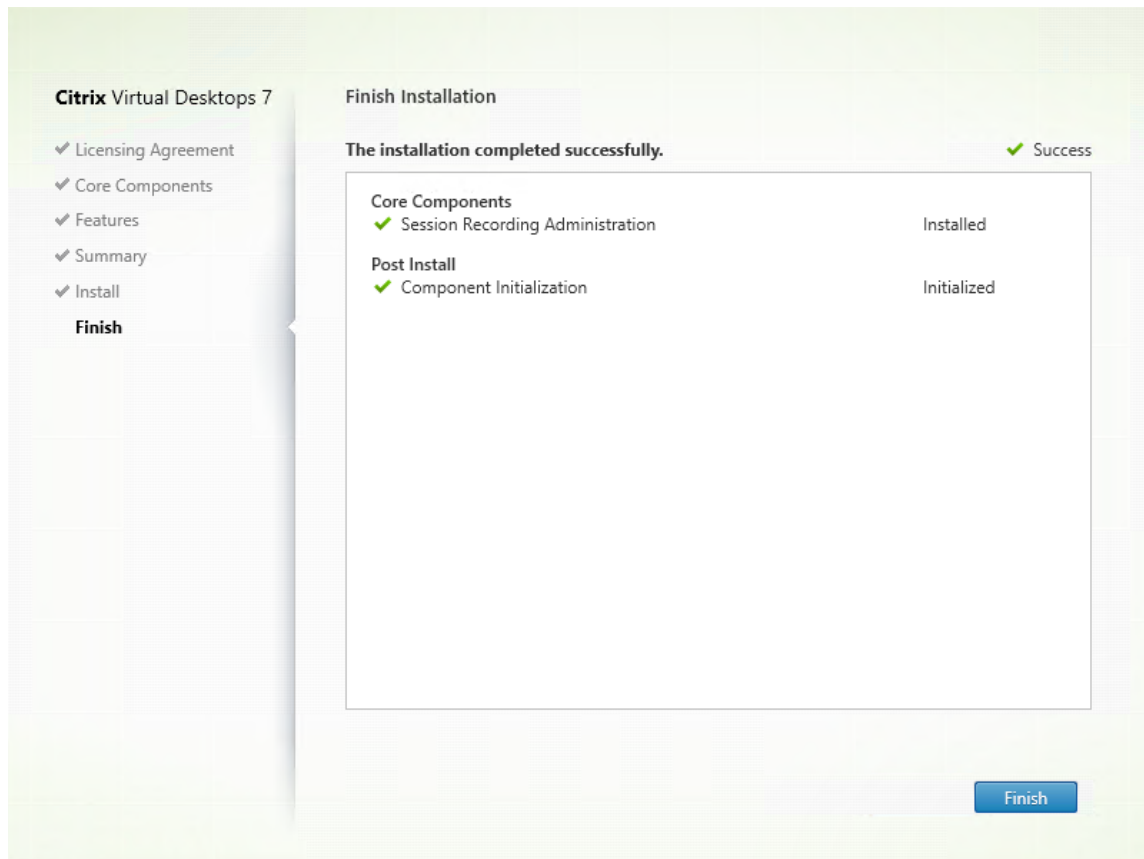 Citrix Virtual Desktops 7
Licensing Agreement
Core Components
Features
Summary
Install
Finish
Finish Installation
The installation completed successfully.
Success
Core Components
Session Recording Administration
Installed
Post Install
Component Initialization
Initialized
Finish